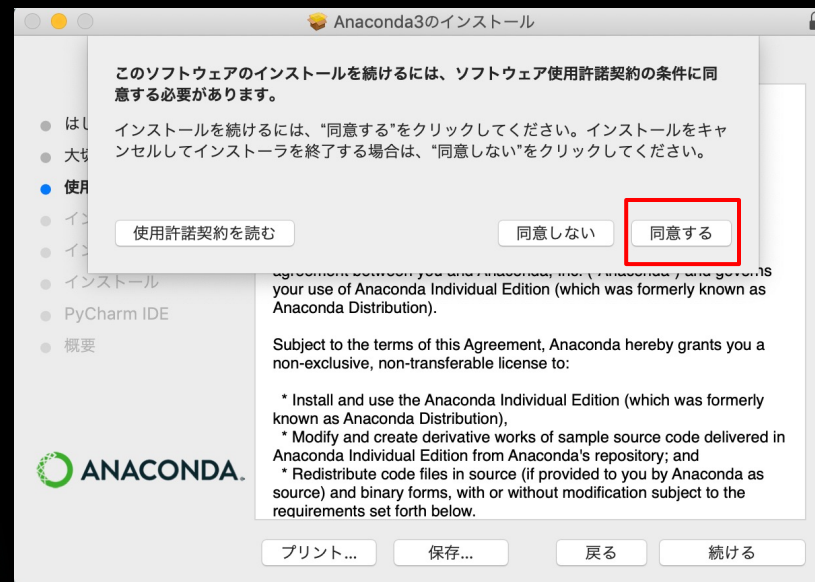 Anaconda3のインストール
このソフトウェアのインストールを続けるには、ソフトウェア使用許諾契約の条件に同
意する必要があります。
インストールを続けるには、“同意する”をクリックしてください。インストールをキャ
ンセルしてインストーラを終了する場合は、“同意しない”をクリックしてください。
使用許諾契約を読む
同意しない
同意する
はし
大切
使用
イン
イン
インストール
PyCharm IDE
概要
ANACONDA.
agreement between you and Anaconda, Inc. ("Anaconda") and governs
your use of Anaconda Individual Edition (which was formerly known as
Anaconda Distribution).
Subject to the terms of this Agreement, Anaconda hereby grants you a
non-exclusive, non-transferable license to:
* Install and use the Anaconda Individual Edition (which was formerly
known as Anaconda Distribution),
* Modify and create derivative works of sample source code delivered in
Anaconda Individual Edition from Anaconda's repository; and
* Redistribute code files in source (if provided to you by Anaconda as
source) and binary forms, with or without modification subject to the
requirements set forth below.
プリント...
保存...
戻る
続ける